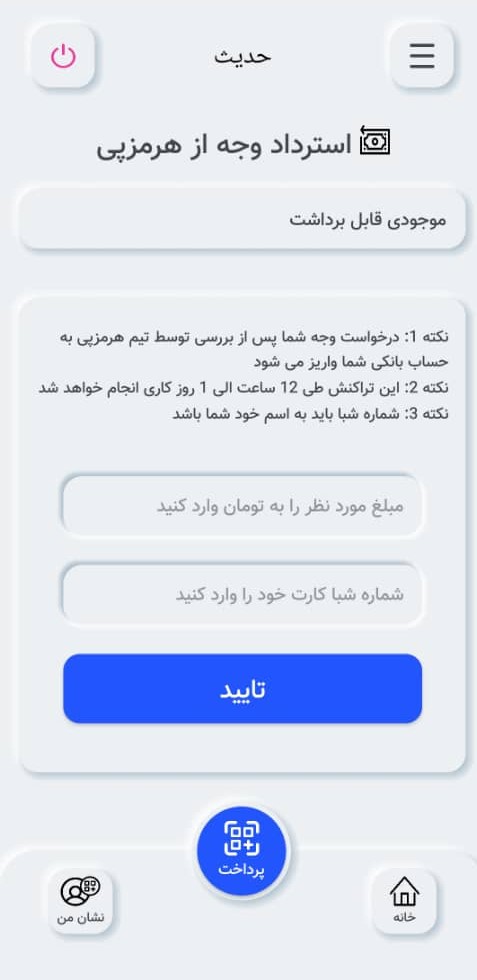 حدیث
استرداد وجه از هرمزپی
موجودی قابل برداشت
نکته 1: درخواست وجه شما پس از بررسی توسط تیم هرمزپی به
حساب بانکی شما واریز می شود
نکته 2: این تراکنش طی 12 ساعت الی 1 روز کاری انجام خواهد شد
نکته 3: شماره شبا باید به اسم خود شما باشد
مبلغ مورد نظر را به تومان وارد کنید
شماره شبا کارت خود را وارد کنید
تایید
پرداخت
خانه
نشان من